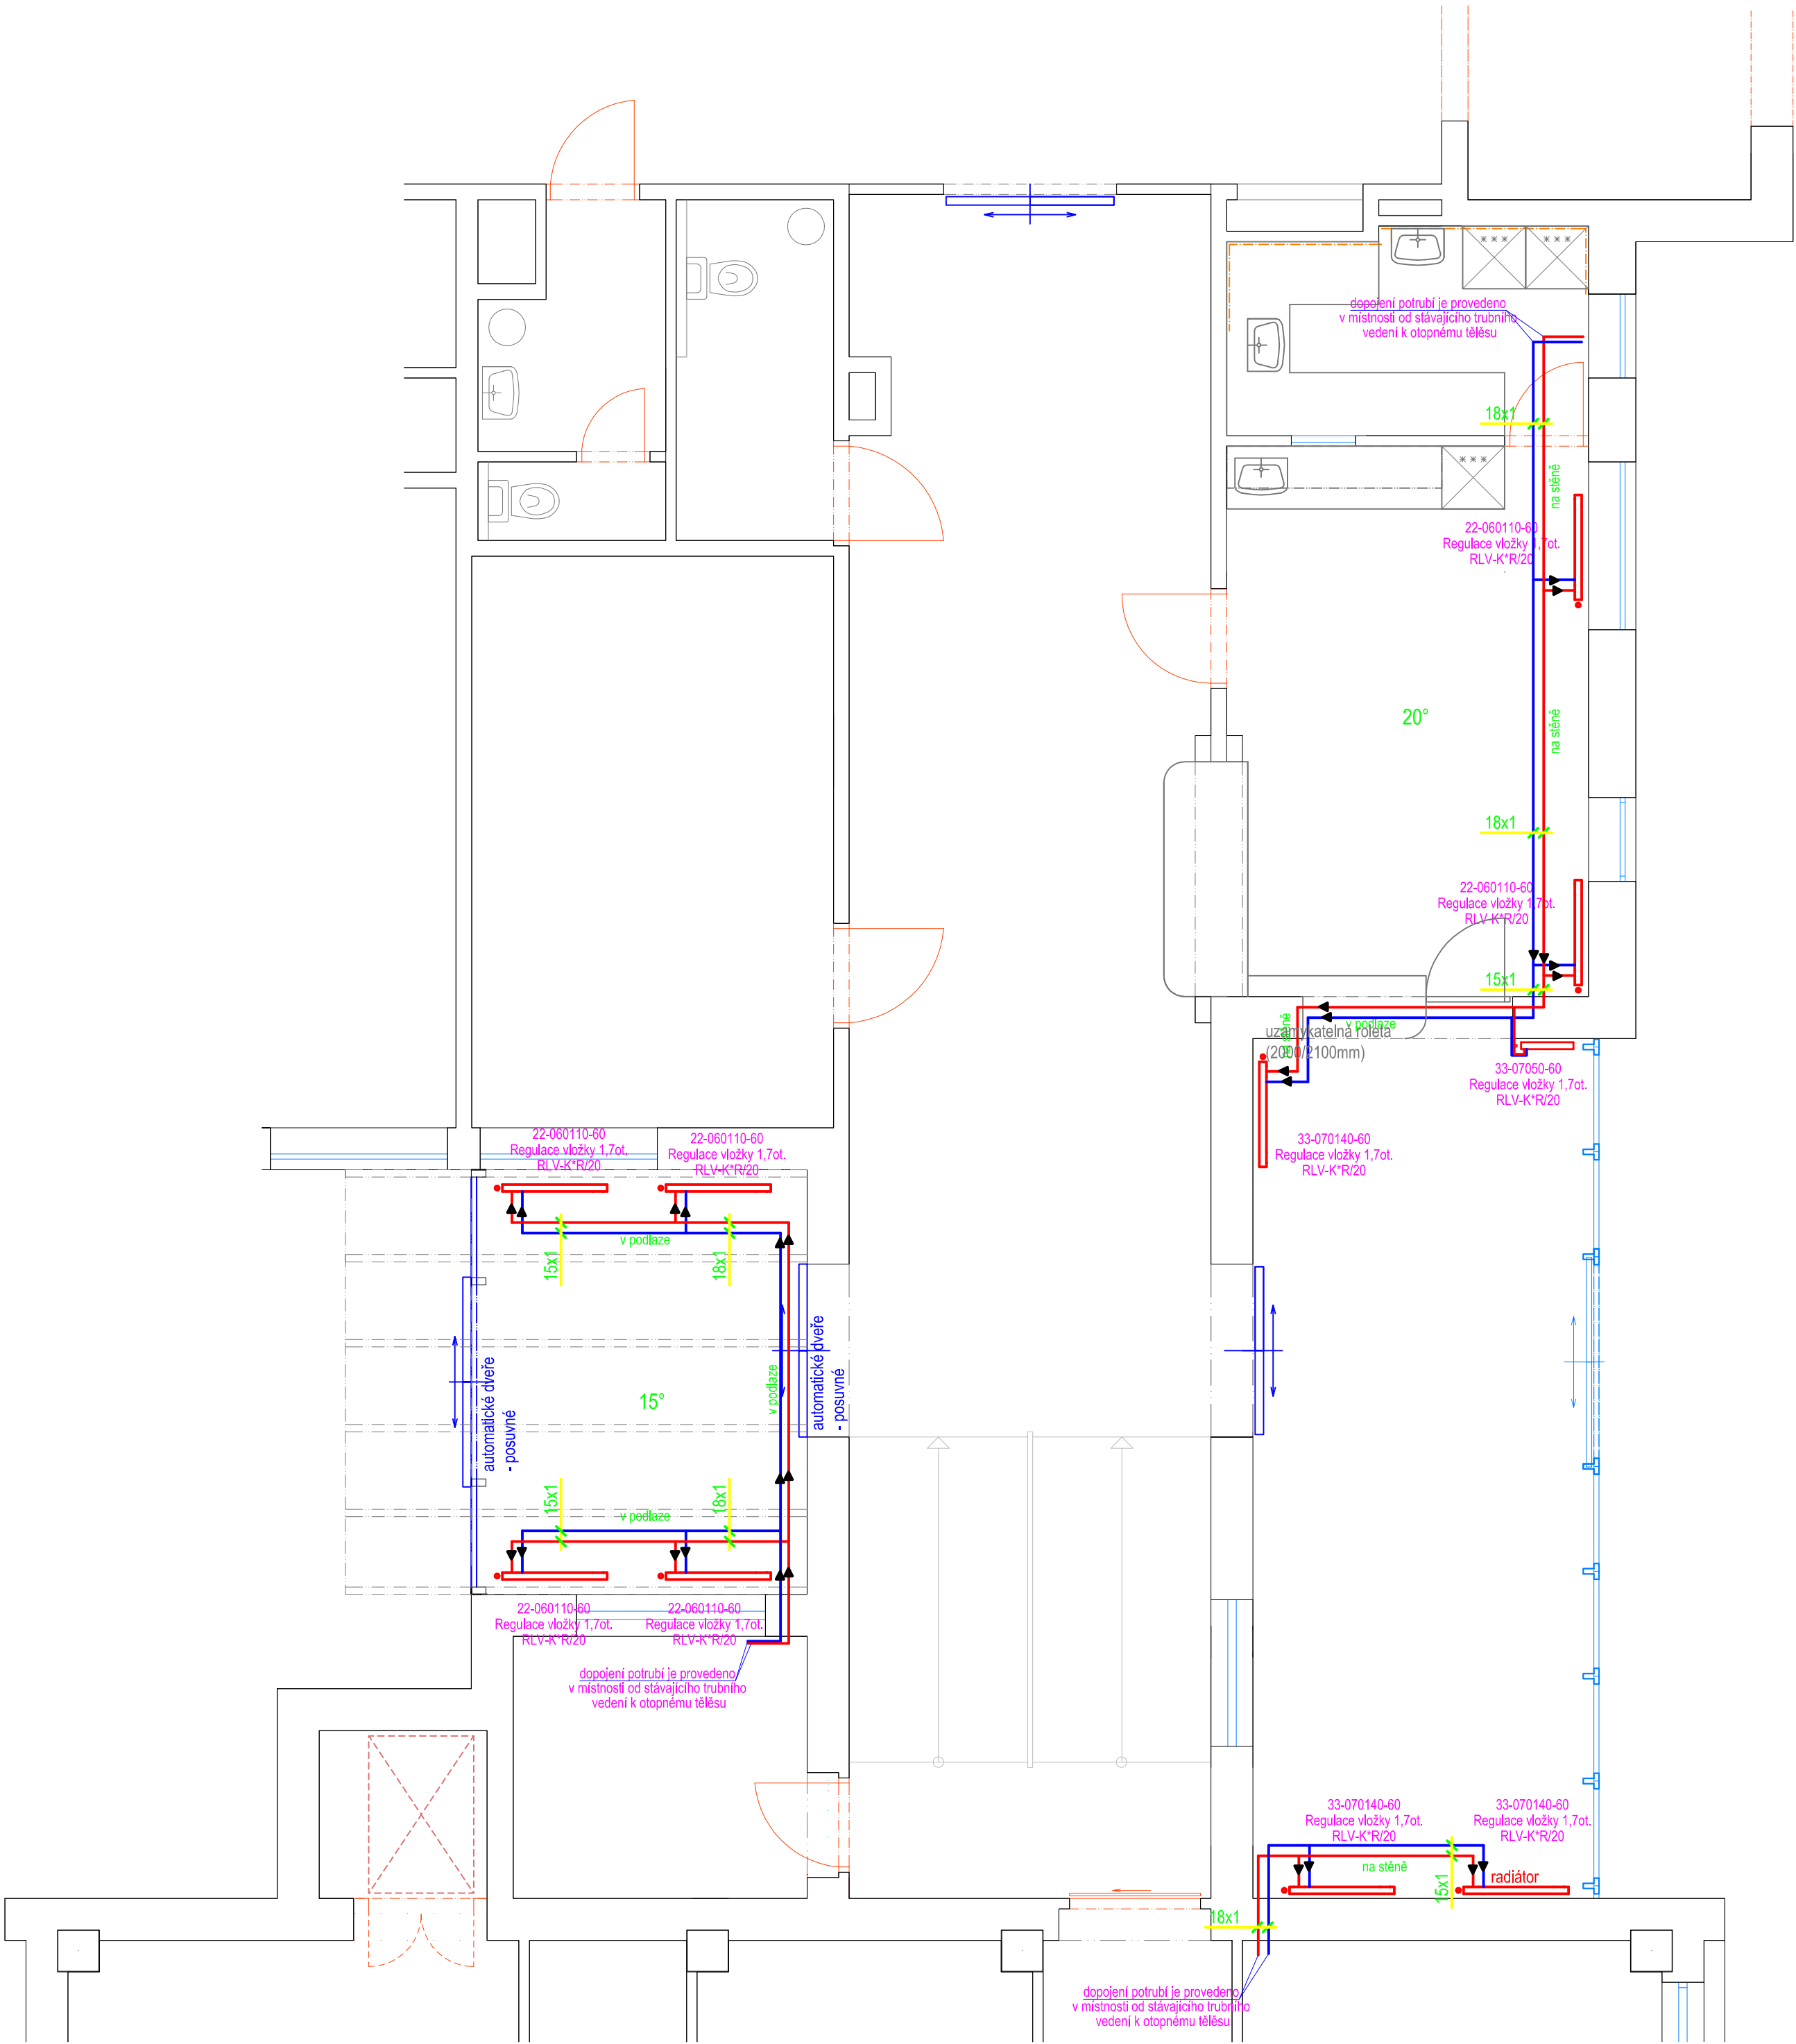 dopojení potrubí je provedeno
v místnosti od stávajícího trubního
vedení k otopnému tělěsu
18x1
na stěně
22-060110-60
Regulace vložky 1,7ot.
RLV-K*R/20
20°
na stěně
18x1
22-060110-60
Regulace vložky 1,7ot.
RLV-K*R/20
15x1
na stěně
v podlaze
uzamykatelná roleta
(2000/2100mm)
33-07050-60
Regulace vložky 1,7ot.
RLV-K*R/20
33-070140-60
Regulace vložky 1,7ot.
RLV-K*R/20
22-060110-60
Regulace vložky 1,7ot.
RLV-K*R/20
22-060110-60
Regulace vložky 1,7ot.
RLV-K*R/20
v podlaze
15x1
18x1
automatické dveře
- posuvné
15°
v podlaze
automatické dveře
- posuvné
15x1
18x1
v podlaze
22-060110-60
Regulace vložky 1,7ot.
RLV-K*R/20
22-060110-60
Regulace vložky 1,7ot.
RLV-K*R/20
dopojení potrubí je provedeno
v místnosti od stávajícího trubního
vedení k otopnému tělěsu
33-070140-60
Regulace vložky 1,7ot.
RLV-K*R/20
33-070140-60
Regulace vložky 1,7ot.
RLV-K*R/20
na stěně
15x1
radiátor
18x1
dopojení potrubí je provedeno
v místnosti od stávajícího trubního
vedení k otopnému tělěsu